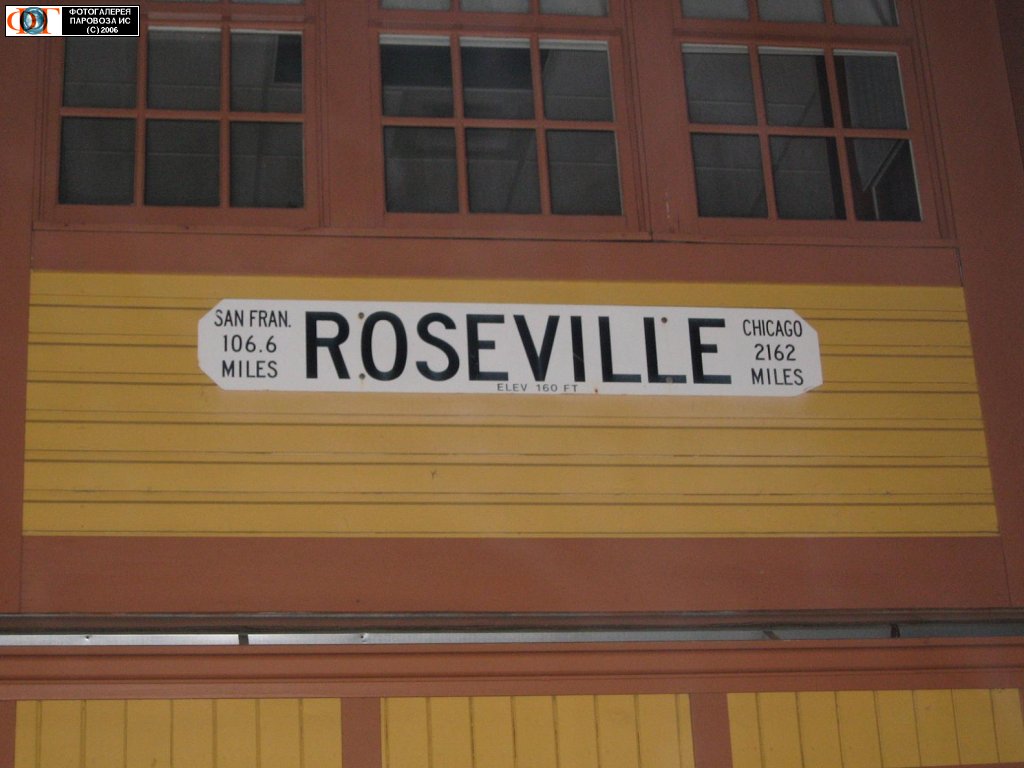 ФОТОГАЛЕРЕЯ
ПАРОВОЗА ИС
(C) 2006
SAN FRAN.
106.6
MILES
ROSEVILLE
ELEV 160 FT
CHICAGO
2162
MILES